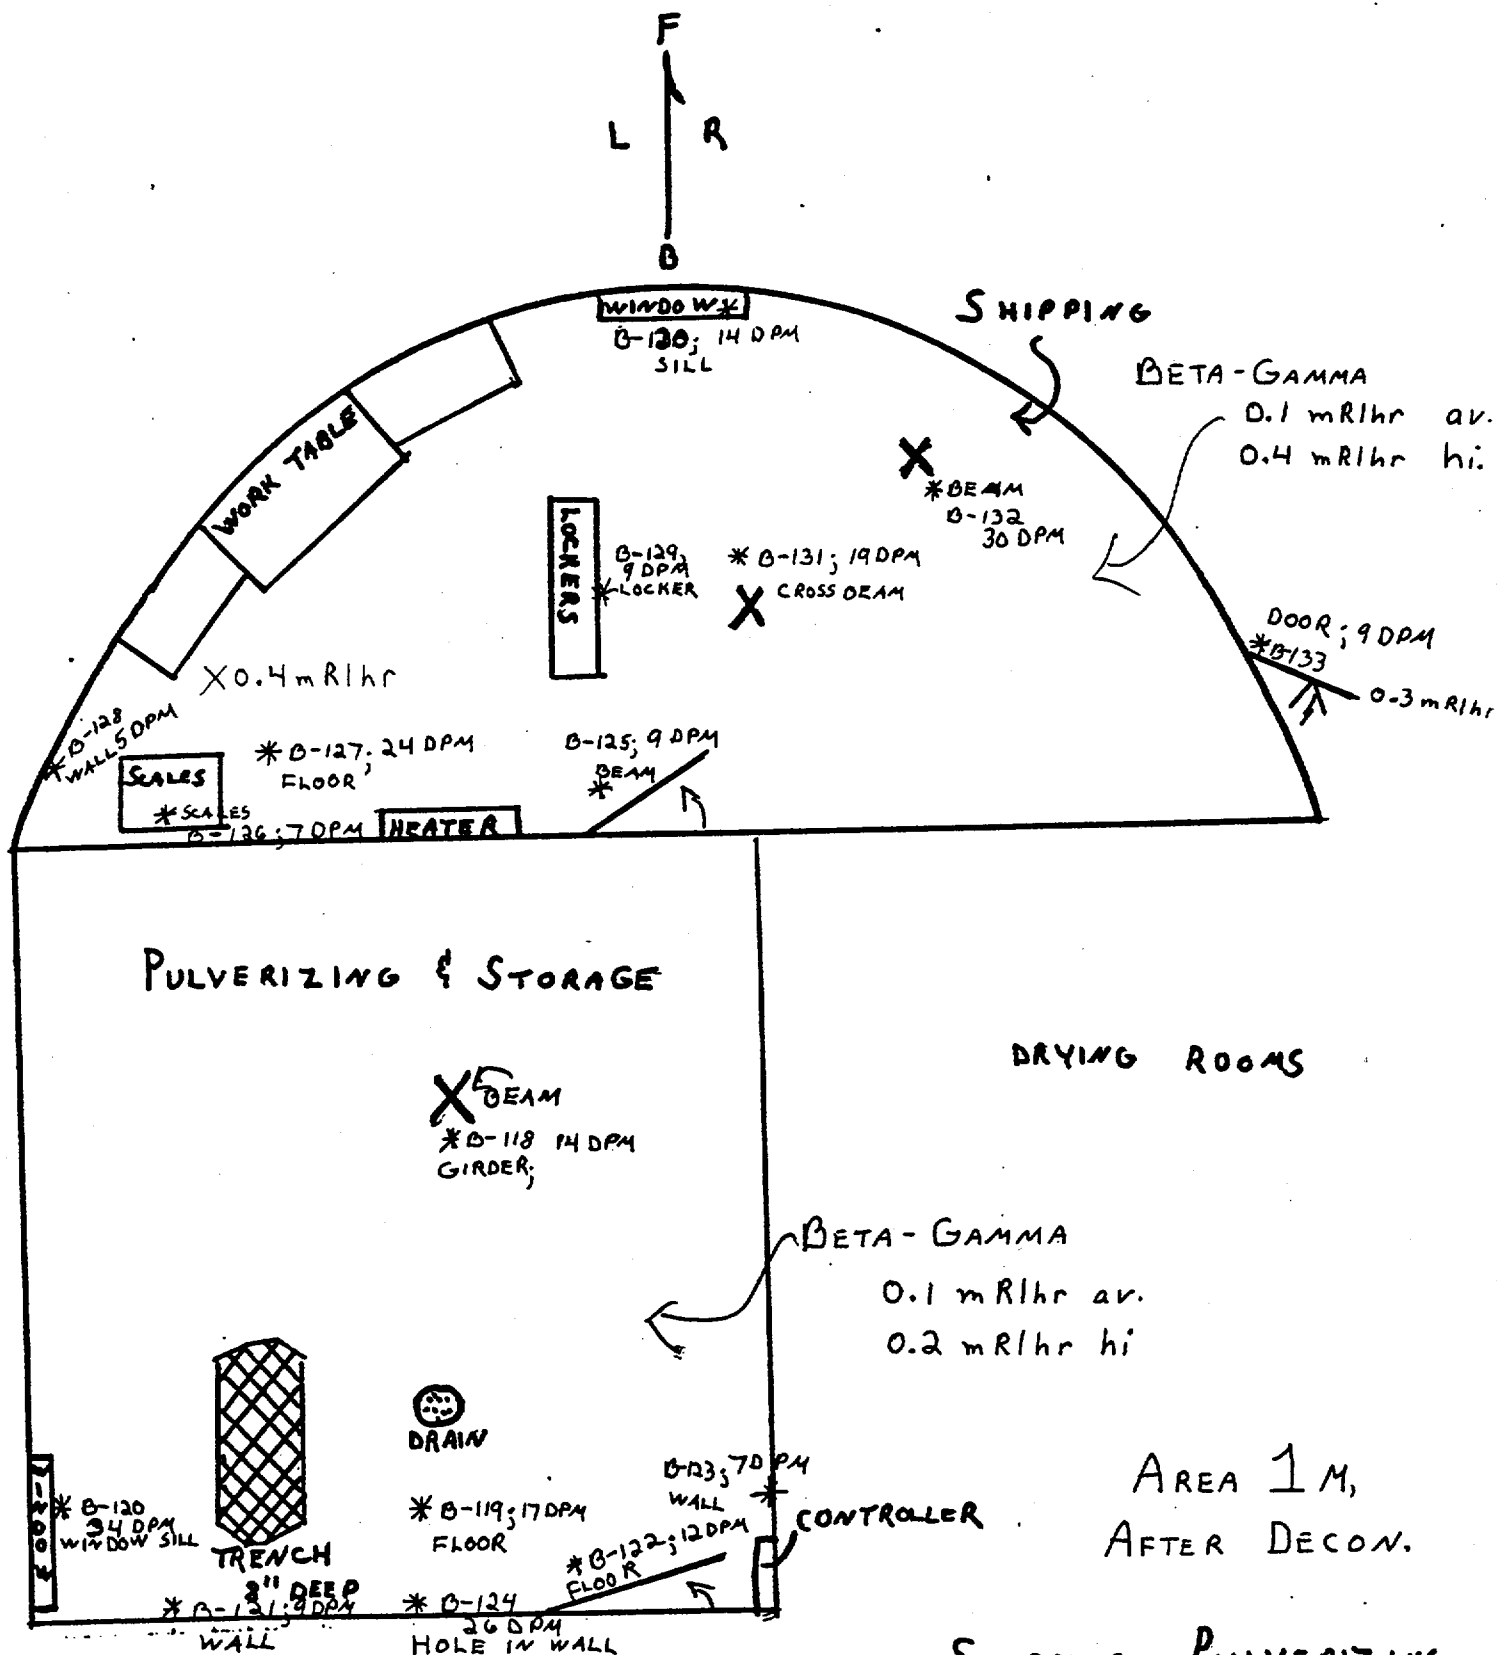 F
L R
B
WINDOW*
B-130; 14 DPM
SILL
SHIPPING
BETA-GAMMA
0.1 mR/hr av.
0.4 mR/hr hi.
WORK TABLE
LOCKERS
*BEAM
B-132
30 DPM
B-129,
9 DPM
*LOCKER
* B-131; 19 DPM
CROSS BEAM
DOOR; 9 DPM
*B-133
0.3 mR/hr
X 0.4 mR/hr
* B-128
WALL 5 DPM
SCALES
* SCALES
B-126; 7 DPM
* B-127; 24 DPM
FLOOR
HEATER
B-125; 9 DPM
BEAM
*
PULVERIZING & STORAGE
DRYING ROOMS
BEAM
* B-118 14 DPM
GIRDER;
BETA-GAMMA
0.1 mR/hr av.
0.2 mR/hr hi
DRAIN
WINDOW
* B-120
34 DPM
WINDOW SILL
TRENCH
2" DEEP
* B-121; 9 DPM
WALL
* B-119; 17 DPM
FLOOR
B-123; 7 DPM
WALL
*
CONTROLLER
* B-122; 12 DPM
FLOOR
* B-124
26 DPM
HOLE IN WALL
AREA 1M,
AFTER DECON.
PULVERIZING